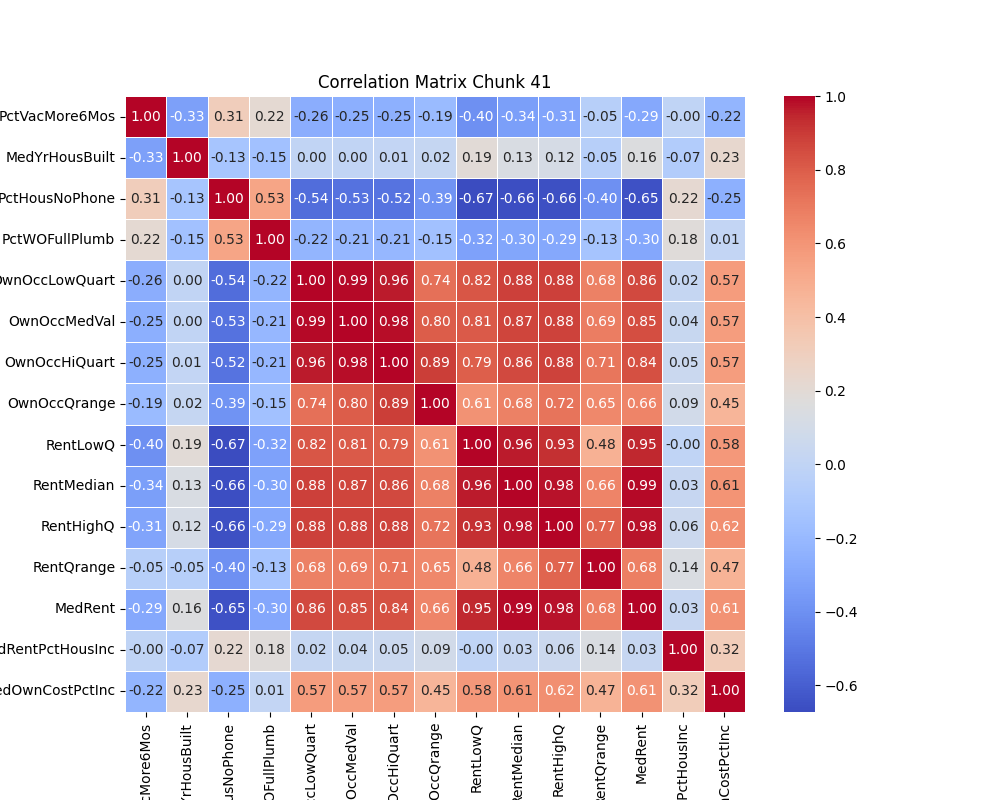 Correlation Matrix Chunk 41
PctVacMore6Mos 1.00 -0.33 0.31 0.22 -0.26 -0.25 -0.25 -0.19 -0.40 -0.34 -0.31 -0.05 -0.29 -0.00 -0.22
MedYrHousBuilt -0.33 1.00 -0.13 -0.15 0.00 0.00 0.01 0.02 0.19 0.13 0.12 -0.05 0.16 -0.07 0.23
PctHousNoPhone 0.31 -0.13 1.00 0.53 -0.54 -0.53 -0.52 -0.39 -0.67 -0.66 -0.66 -0.40 -0.65 0.22 -0.25
PctWOFullPlumb 0.22 -0.15 0.53 1.00 -0.22 -0.21 -0.21 -0.15 -0.32 -0.30 -0.29 -0.13 -0.30 0.18 0.01
OwnOccLowQuart -0.26 0.00 -0.54 -0.22 1.00 0.99 0.96 0.74 0.82 0.88 0.88 0.68 0.86 0.02 0.57
OwnOccMedVal -0.25 0.00 -0.53 -0.21 0.99 1.00 0.98 0.80 0.81 0.87 0.88 0.69 0.85 0.04 0.57
OwnOccHiQuart -0.25 0.01 -0.52 -0.21 0.96 0.98 1.00 0.89 0.79 0.86 0.88 0.71 0.84 0.05 0.57
OwnOccQrange -0.19 0.02 -0.39 -0.15 0.74 0.80 0.89 1.00 0.61 0.68 0.72 0.65 0.66 0.09 0.45
RentLowQ -0.40 0.19 -0.67 -0.32 0.82 0.81 0.79 0.61 1.00 0.96 0.93 0.48 0.95 -0.00 0.58
RentMedian -0.34 0.13 -0.66 -0.30 0.88 0.87 0.86 0.68 0.96 1.00 0.98 0.66 0.99 0.03 0.61
RentHighQ -0.31 0.12 -0.66 -0.29 0.88 0.88 0.88 0.72 0.93 0.98 1.00 0.77 0.98 0.06 0.62
RentQrange -0.05 -0.05 -0.40 -0.13 0.68 0.69 0.71 0.65 0.48 0.66 0.77 1.00 0.68 0.14 0.47
MedRent -0.29 0.16 -0.65 -0.30 0.86 0.85 0.84 0.66 0.95 0.99 0.98 0.68 1.00 0.03 0.61
dRentPctHousInc -0.00 -0.07 0.22 0.18 0.02 0.04 0.05 0.09 -0.00 0.03 0.06 0.14 0.03 1.00 0.32
edOwnCostPctInc -0.22 0.23 -0.25 0.01 0.57 0.57 0.57 0.45 0.58 0.61 0.62 0.47 0.61 0.32 1.00
cMore6Mos YrHousBuilt usNoPhone OFullPlumb ccLowQuart OccMedVal OccHiQuart OccQrange RentLowQ RentMedian RentHighQ RentQrange MedRent PctHousInc nCostPctInc
1.0
0.8
0.6
0.4
0.2
0.0
−0.2
−0.4
−0.6